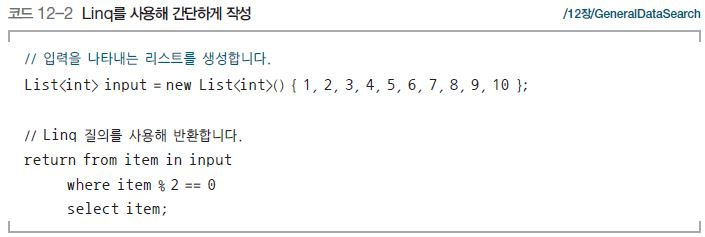 코드 12-2 Linq를 사용해 간단하게 작성 /12장/GeneralDataSearch
// 입력을 나타내는 리스트를 생성합니다.
List<int> input = new List<int>() { 1, 2, 3, 4, 5, 6, 7, 8, 9, 10 };
// Linq 질의를 사용해 반환합니다.
return from item in input
where item % 2 == 0
select item;